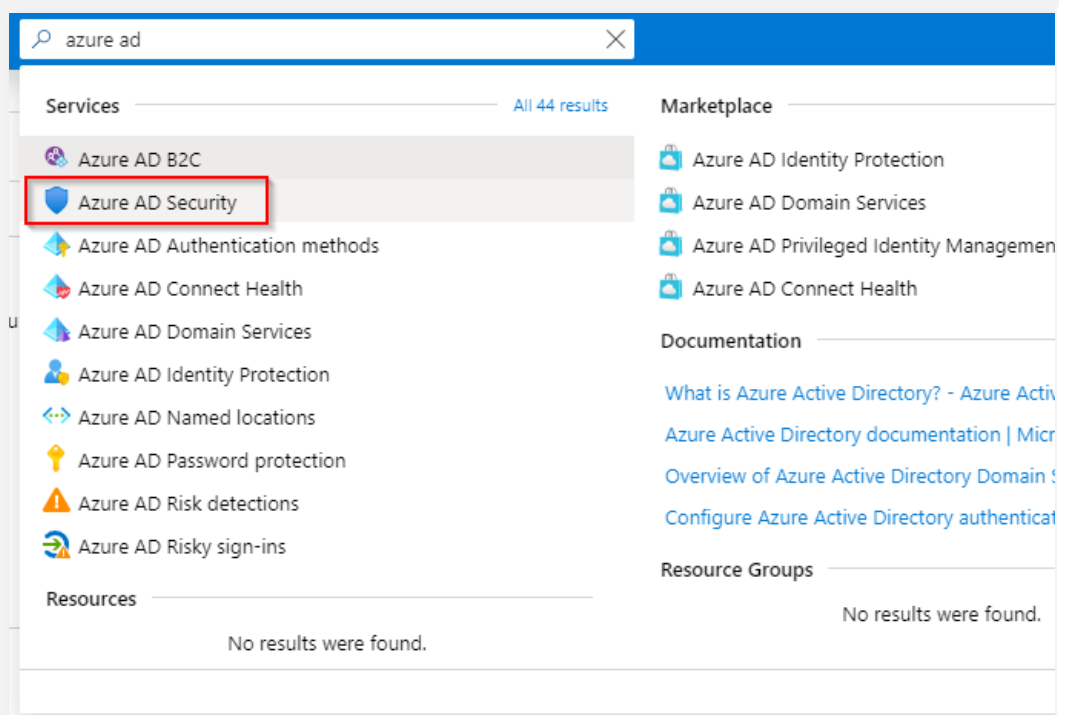 azure ad
Services
All 44 results
Azure AD B2C
Azure AD Security
Azure AD Authentication methods
Azure AD Connect Health
Azure AD Domain Services
Azure AD Identity Protection
Azure AD Named locations
Azure AD Password protection
Azure AD Risk detections
Azure AD Risky sign-ins
Resources
No results were found.
Marketplace
Azure AD Identity Protection
Azure AD Domain Services
Azure AD Privileged Identity Managemen
Azure AD Connect Health
Documentation
What is Azure Active Directory? - Azure Activ
Azure Active Directory documentation | Micr
Overview of Azure Active Directory Domain
Configure Azure Active Directory authenticat
Resource Groups
No results were found.